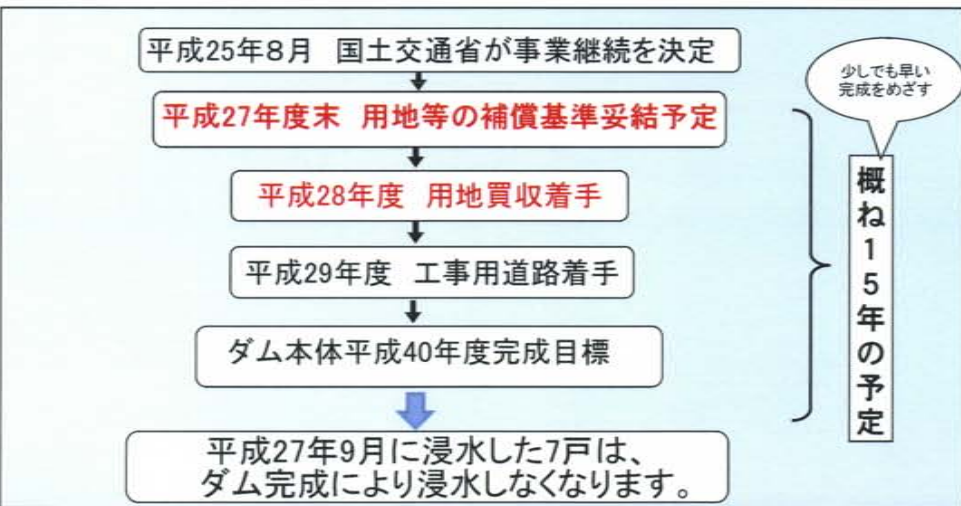 平成25年8月 国土交通省が事業継続を決定
平成27年度末 用地等の補償基準妥結予定
平成28年度 用地買収着手
平成29年度 工事用道路着手
ダム本体平成40年度完成目標
平成27年9月に浸水した7戸は、
ダム完成により浸水しなくなります。
少しでも早い
完成をめざす
概ね15年の予定